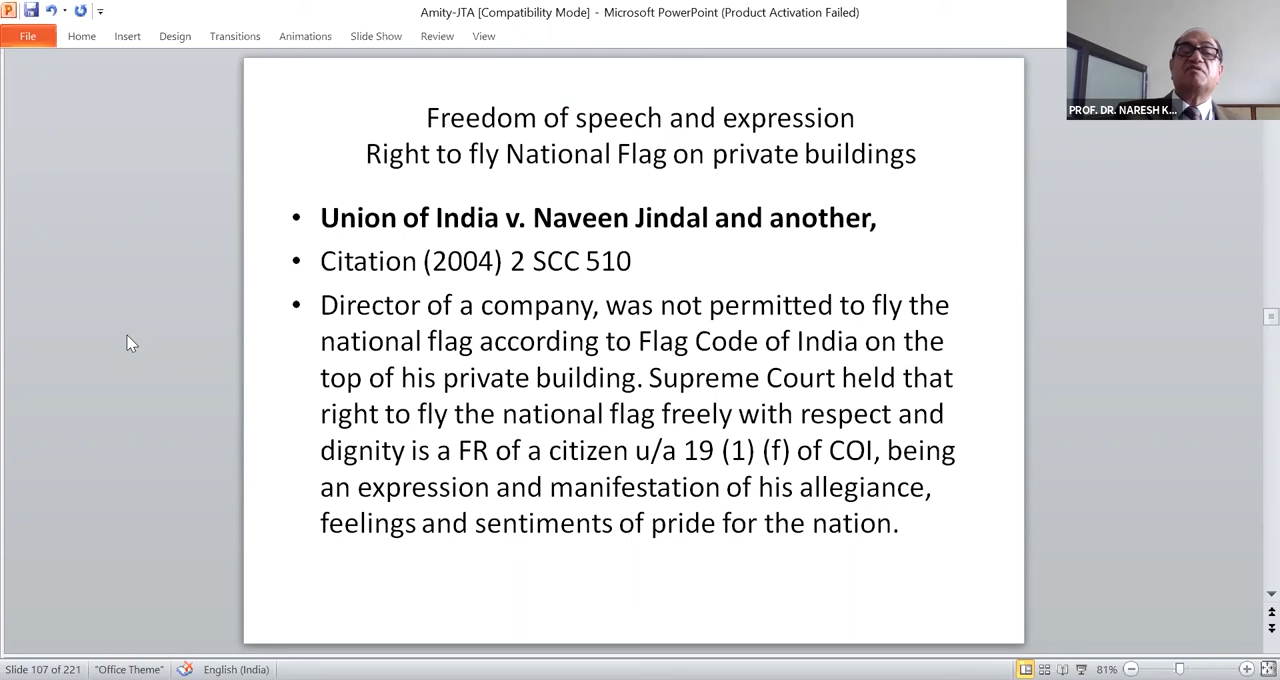 Amity-JTA [Compatibility Mode] - Microsoft PowerPoint (Product Activation Failed)
File Home Insert Design Transitions Animations Slide Show Review View
PROF. DR. NARESH K...
Freedom of speech and expression
Right to fly National Flag on private buildings
• Union of India v. Naveen Jindal and another,
• Citation (2004) 2 SCC 510
• Director of a company, was not permitted to fly the
national flag according to Flag Code of India on the
top of his private building. Supreme Court held that
right to fly the national flag freely with respect and
dignity is a FR of a citizen u/a 19 (1) (f) of COI, being
an expression and manifestation of his allegiance,
feelings and sentiments of pride for the nation.
Slide 107 of 221 "Office Theme" English (India) 81%